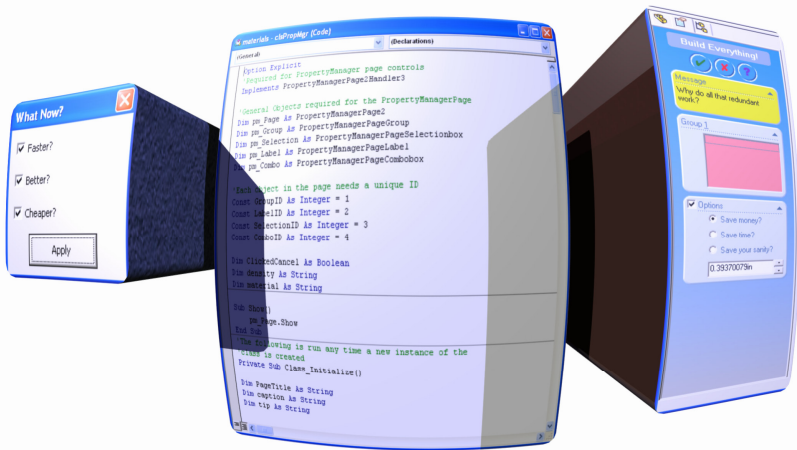 What Now?
Faster?
Better?
Cheaper?
Apply
materials - clsPropMgr (Code)
(General)
(Declarations)
Option Explicit
'Required for PropertyManager page controls
Implements PropertyManagerPage2Handler3
'General Objects required for the PropertyManagerPage
Dim pm_Page As PropertyManagerPage2
Dim pm_Group As PropertyManagerPageGroup
Dim pm_Selection As PropertyManagerPageSelectionbox
Dim pm_Label As PropertyManagerPageLabel
Dim pm_Combo As PropertyManagerPageCombobox
'Each object in the page needs a unique ID
Const GroupID As Integer = 1
Const LabelID As Integer = 2
Const SelectionID As Integer = 3
Const ComboID As Integer = 4
Dim ClickedCancel As Boolean
Dim density As String
Dim material As String
Sub Show()
pm_Page.Show
End Sub
'The following is run any time a new instance of the
'class is created
Private Sub Class_Initialize()
Dim PageTitle As String
Dim caption As String
Dim tip As String
Build Everything!
Message
Why do all that redundant
work?
Group 1
Options
Save money?
Save time?
Save your sanity?
0.39370079in